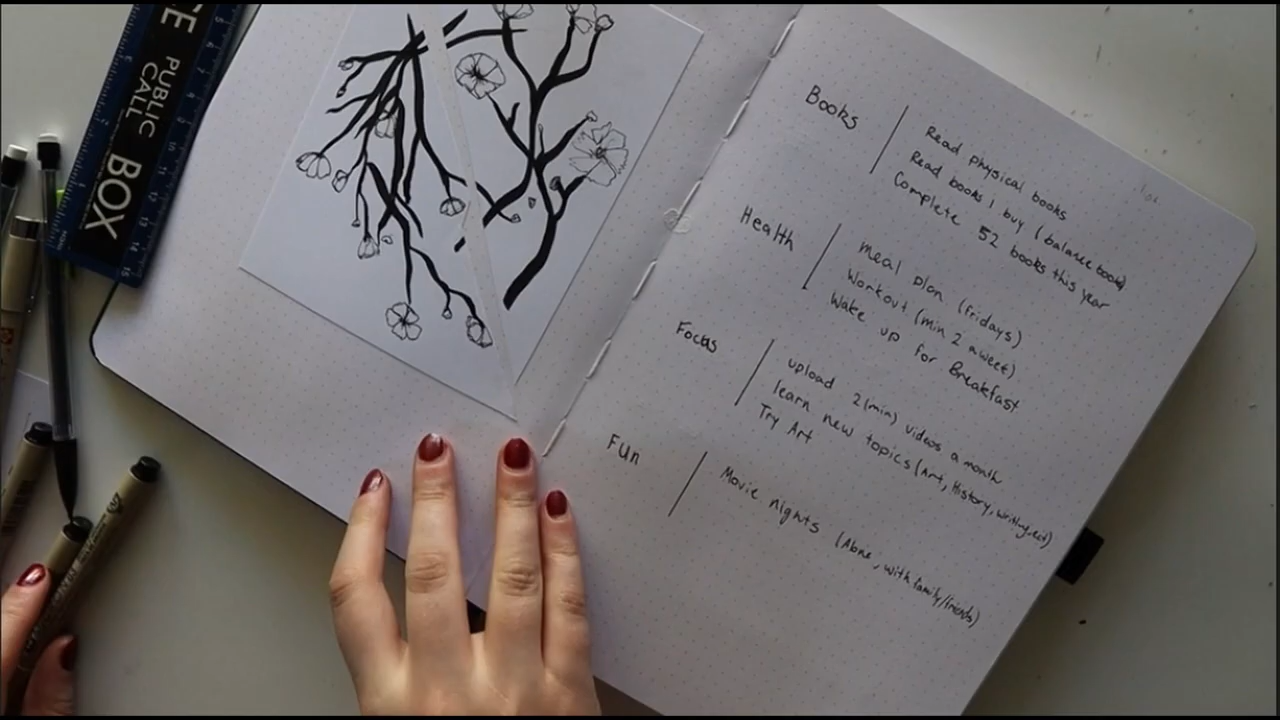 CE
PUBLIC
CALL
BOX
Books
Read physical books
Read books i buy (balance book)
Complete 52 books this year
Health
meal plan (fridays)
Workout (min 2 a week)
Wake up for Breakfast
Focus
upload 2(min) videos a month
learn new topics (Art, History, writing, ect)
Try Art
Fun
Movie nights (Alone, with family/friends)